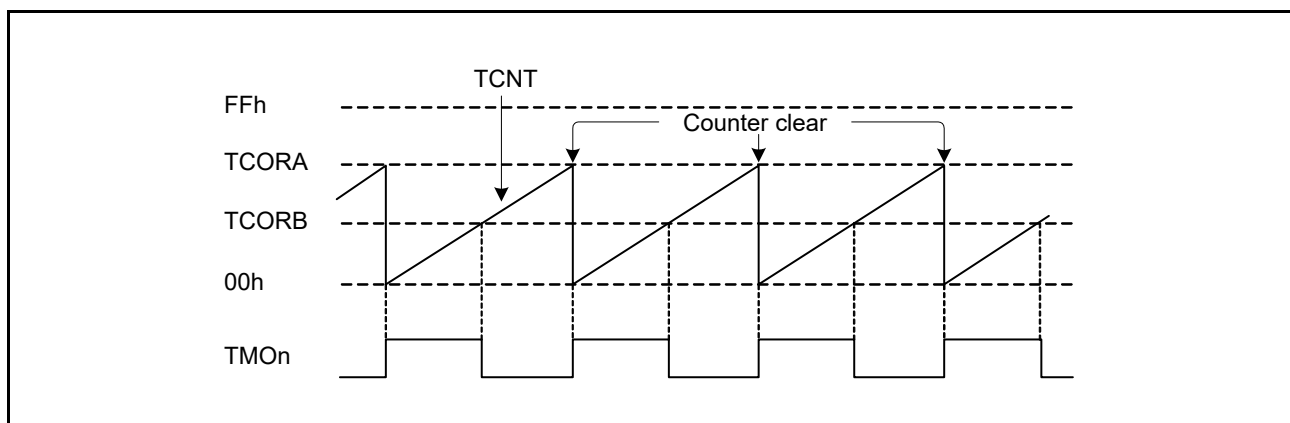 TCNT
FFh
Counter clear
TCORA
TCORB
00h
TMOn